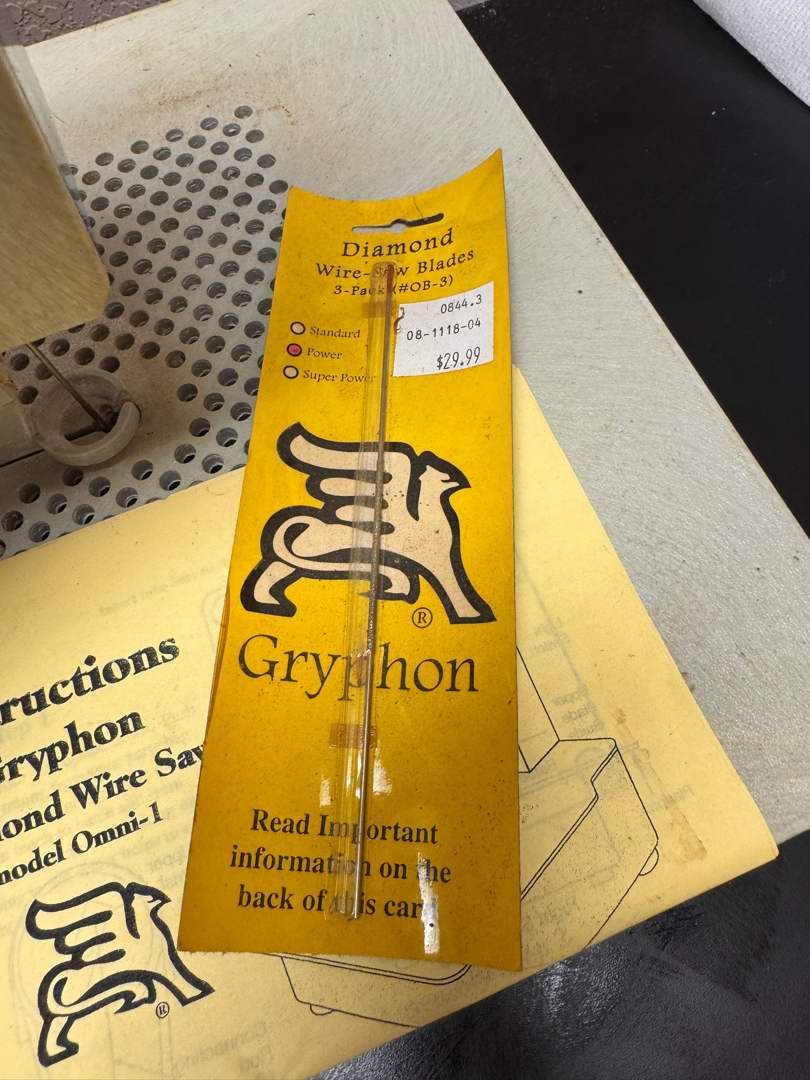 Diamond
Wire-Saw Blades
3-Pack (#OB-3)
0844.3
08-1118-04
$29.99
Standard
Power
Super Power
®
Gryphon
Read Important
information on the
back of this card
ructions
Gryphon
ond Wire Saw
model Omni-1
®